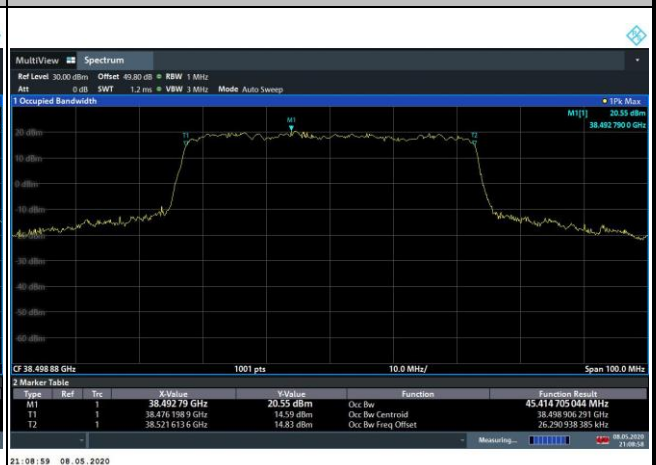 MultiView Spectrum
Ref Level 30.00 dBm Offset 49.80 dB RBW 1 MHz
Att 0 dB SWT 1.2 ms VBW 3 MHz Mode Auto Sweep
1 Occupied Bandwidth 1Pk Max
M1[1] 20.55 dBm
38.492 790 0 GHz
M1
20 dBm
T1 T2
10 dBm
0 dBm
-10 dBm
-20 dBm
-30 dBm
-40 dBm
-50 dBm
-60 dBm
CF 38.498 88 GHz 1001 pts 10.0 MHz/ Span 100.0 MHz
2 Marker Table
Type Ref Trc X-Value Y-Value Function Function Result
M1 1 38.492 79 GHz 20.55 dBm Occ Bw 45.414 705 044 MHz
T1 1 38.476 198 9 GHz 14.59 dBm Occ Bw Centroid 38.498 906 291 GHz
T2 1 38.521 613 6 GHz 14.83 dBm Occ Bw Freq Offset 26.290 938 385 kHz
Measuring... 08.05.2020
21:08:58
21:08:59 08.05.2020